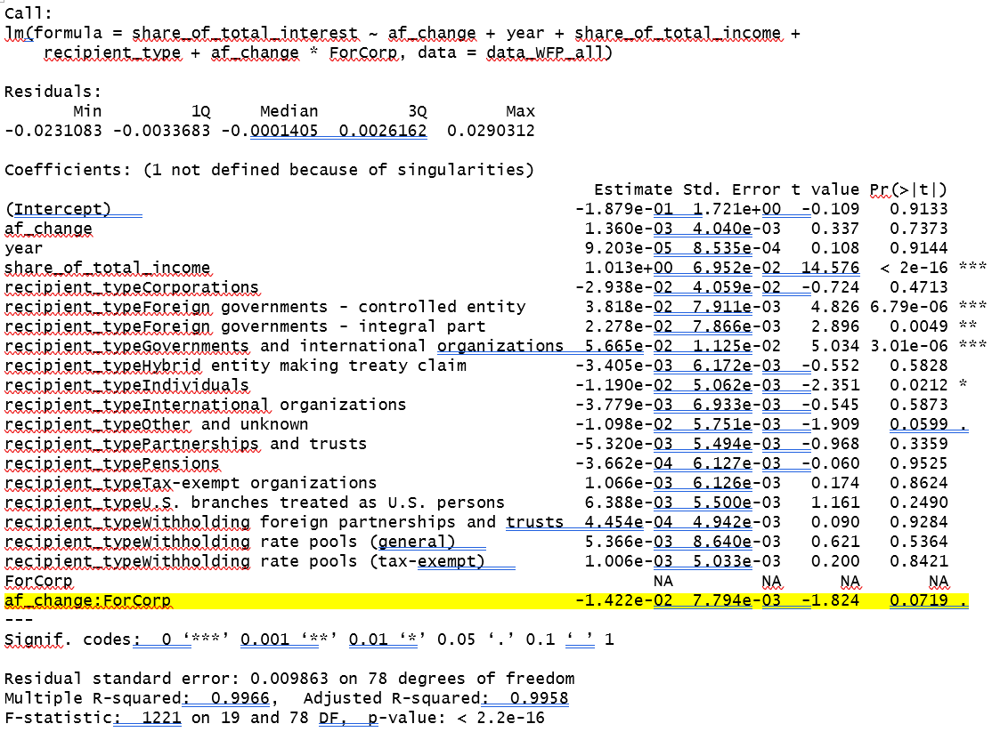 Call:
lm(formula = share_of_total_interest ~ af_change + year + share_of_total_income +
    recipient_type + af_change * ForCorp, data = data_WFP_all)

Residuals:
       Min         1Q     Median         3Q        Max
-0.0231083 -0.0033683 -0.0001405  0.0026162  0.0290312

Coefficients: (1 not defined because of singularities)
                                                              Estimate Std. Error t value Pr(>|t|)
(Intercept)                                                 -1.879e-01  1.721e+00  -0.109   0.9133
af_change                                                    1.360e-03  4.040e-03   0.337   0.7373
year                                                         9.203e-05  8.535e-04   0.108   0.9144
share_of_total_income                                        1.013e+00  6.952e-02  14.576  < 2e-16 ***
recipient_typeCorporations                                  -2.938e-02  4.059e-02  -0.724   0.4713
recipient_typeForeign governments - controlled entity        3.818e-02  7.911e-03   4.826 6.79e-06 ***
recipient_typeForeign governments - integral part            2.278e-02  7.866e-03   2.896   0.0049 **
recipient_typeGovernments and international organizations    5.665e-02  1.125e-02   5.034 3.01e-06 ***
recipient_typeHybrid entity making treaty claim             -3.405e-03  6.172e-03  -0.552   0.5828
recipient_typeIndividuals                                   -1.190e-02  5.062e-03  -2.351   0.0212 *
recipient_typeInternational organizations                   -3.779e-03  6.933e-03  -0.545   0.5873
recipient_typeOther and unknown                             -1.098e-02  5.751e-03  -1.909   0.0599 .
recipient_typePartnerships and trusts                       -5.320e-03  5.494e-03  -0.968   0.3359
recipient_typePensions                                      -3.662e-04  6.127e-03  -0.060   0.9525
recipient_typeTax-exempt organizations                       1.066e-03  6.126e-03   0.174   0.8624
recipient_typeU.S. branches treated as U.S. persons          6.388e-03  5.500e-03   1.161   0.2490
recipient_typeWithholding foreign partnerships and trusts    4.454e-04  4.942e-03   0.090   0.9284
recipient_typeWithholding rate pools (general)               5.366e-03  8.640e-03   0.621   0.5364
recipient_typeWithholding rate pools (tax-exempt)            1.006e-03  5.033e-03   0.200   0.8421
ForCorp                                                             NA         NA      NA       NA
af_change:ForCorp                                           -1.422e-02  7.794e-03  -1.824   0.0719 .
---
Signif. codes:  0 ‘***’ 0.001 ‘**’ 0.01 ‘*’ 0.05 ‘.’ 0.1 ‘ ’ 1

Residual standard error: 0.009863 on 78 degrees of freedom
Multiple R-squared:  0.9966,   Adjusted R-squared:  0.9958
F-statistic:  1221 on 19 and 78 DF,  p-value: < 2.2e-16